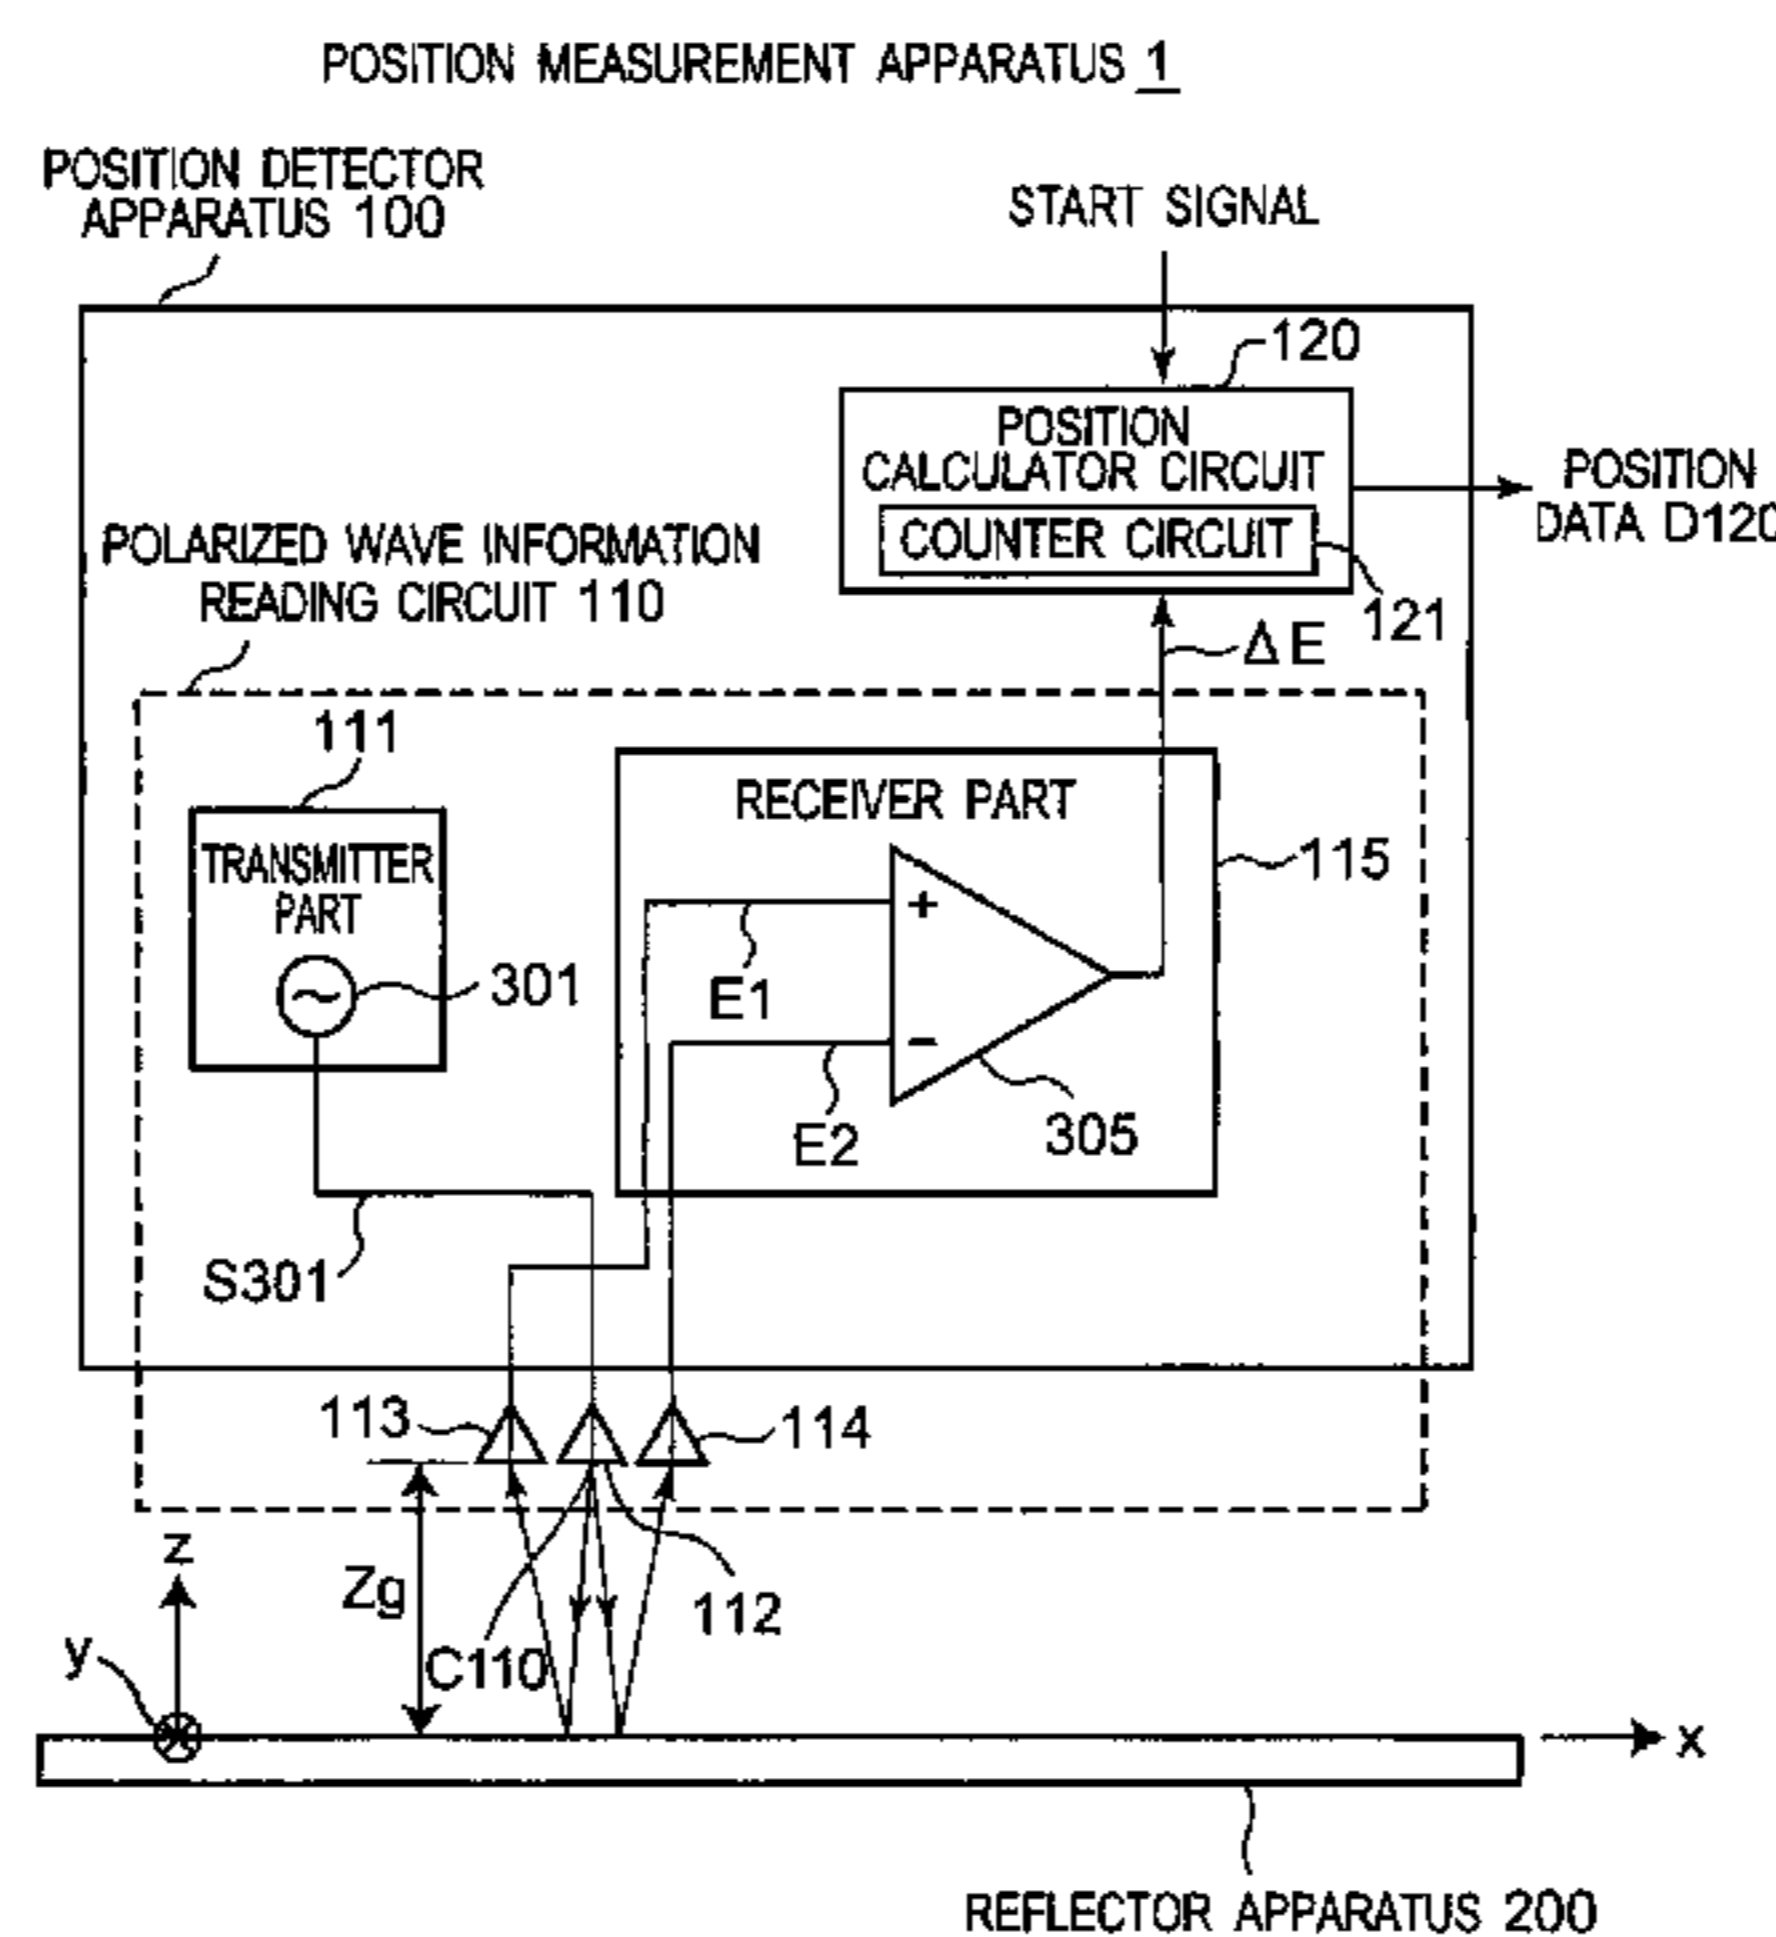 POSITION MEASUREMENT APPARATUS 1
POSITION DETECTOR
APPARATUS 100
START SIGNAL
120
POSITION
CALCULATOR CIRCUIT
COUNTER CIRCUIT
POSITION
DATA D120
121
POLARIZED WAVE INFORMATION
READING CIRCUIT 110
ΔE
111
TRANSMITTER
PART
301
RECEIVER PART
115
+
E1
−
E2
305
S301
113
114
Zg
C110
112
z
y
x
REFLECTOR APPARATUS 200